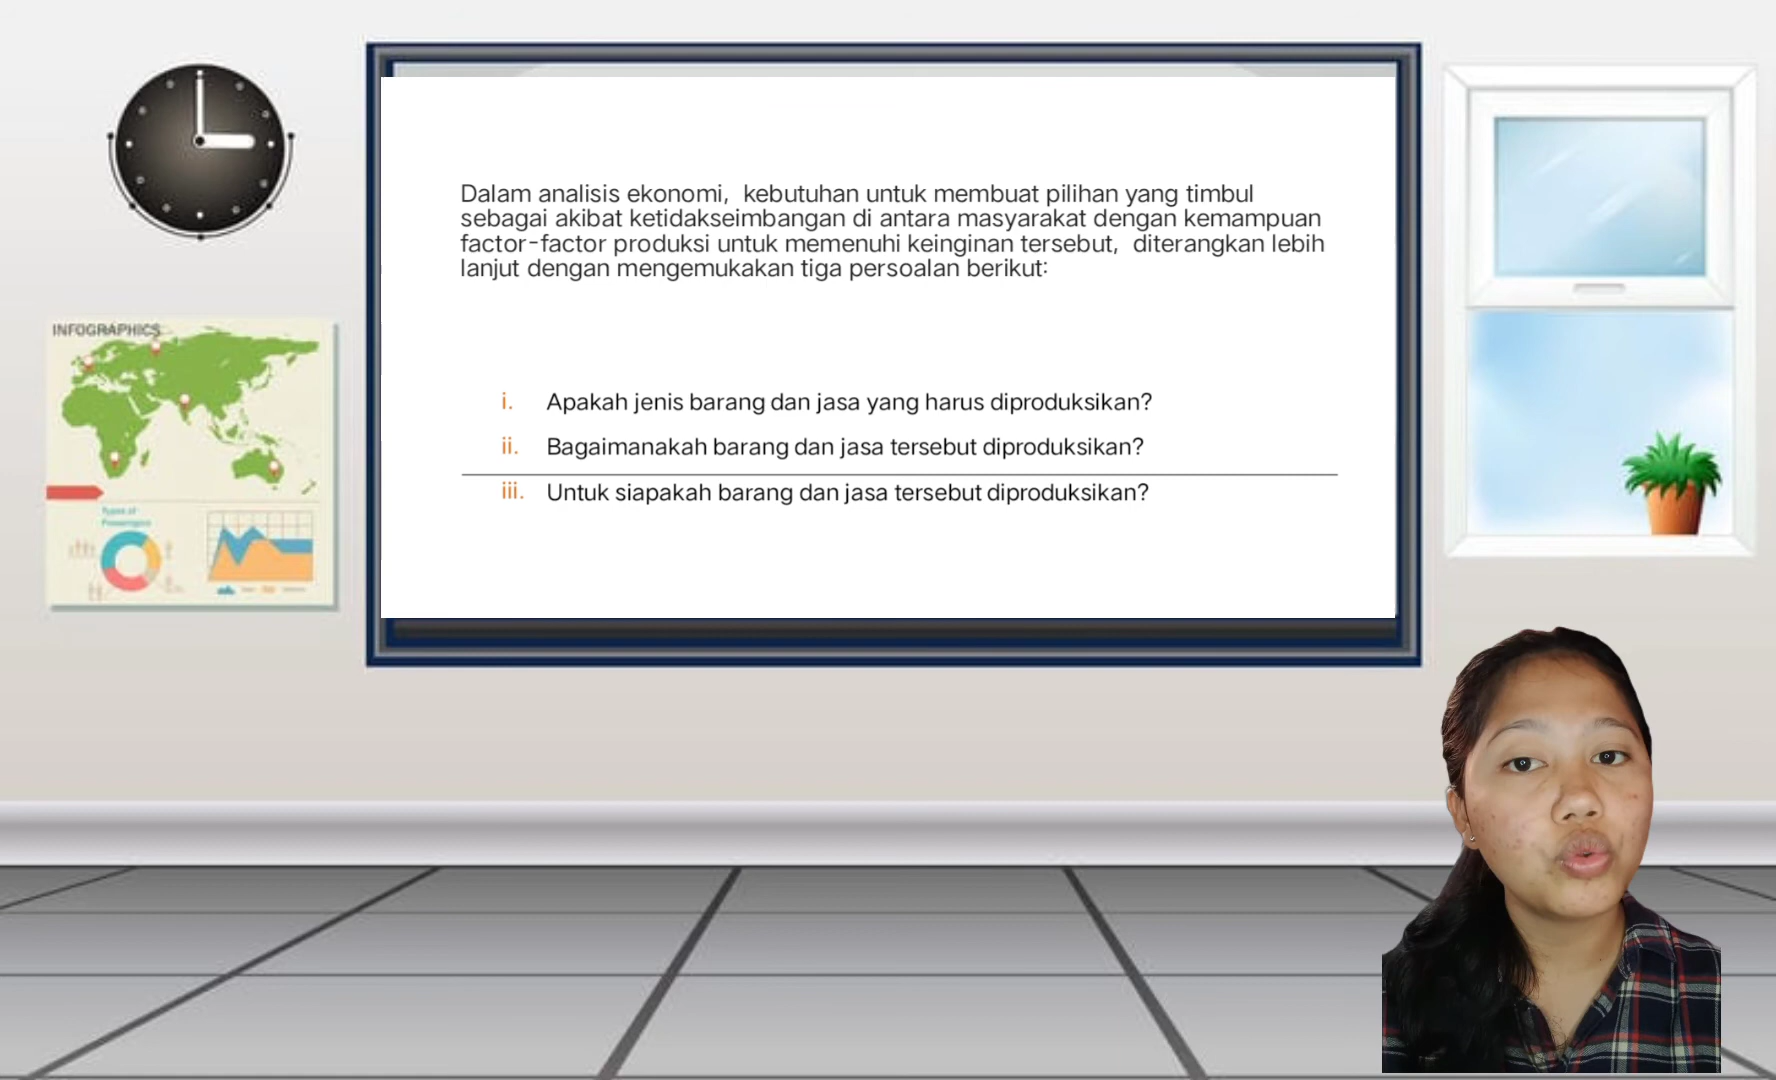 Dalam analisis ekonomi, kebutuhan untuk membuat pilihan yang timbul
sebagai akibat ketidakseimbangan di antara masyarakat dengan kemampuan
factor-factor produksi untuk memenuhi keinginan tersebut, diterangkan lebih
lanjut dengan mengemukakan tiga persoalan berikut:
i. Apakah jenis barang dan jasa yang harus diproduksikan?
ii. Bagaimanakah barang dan jasa tersebut diproduksikan?
iii. Untuk siapakah barang dan jasa tersebut diproduksikan?
INFOGRAPHICS
Types of